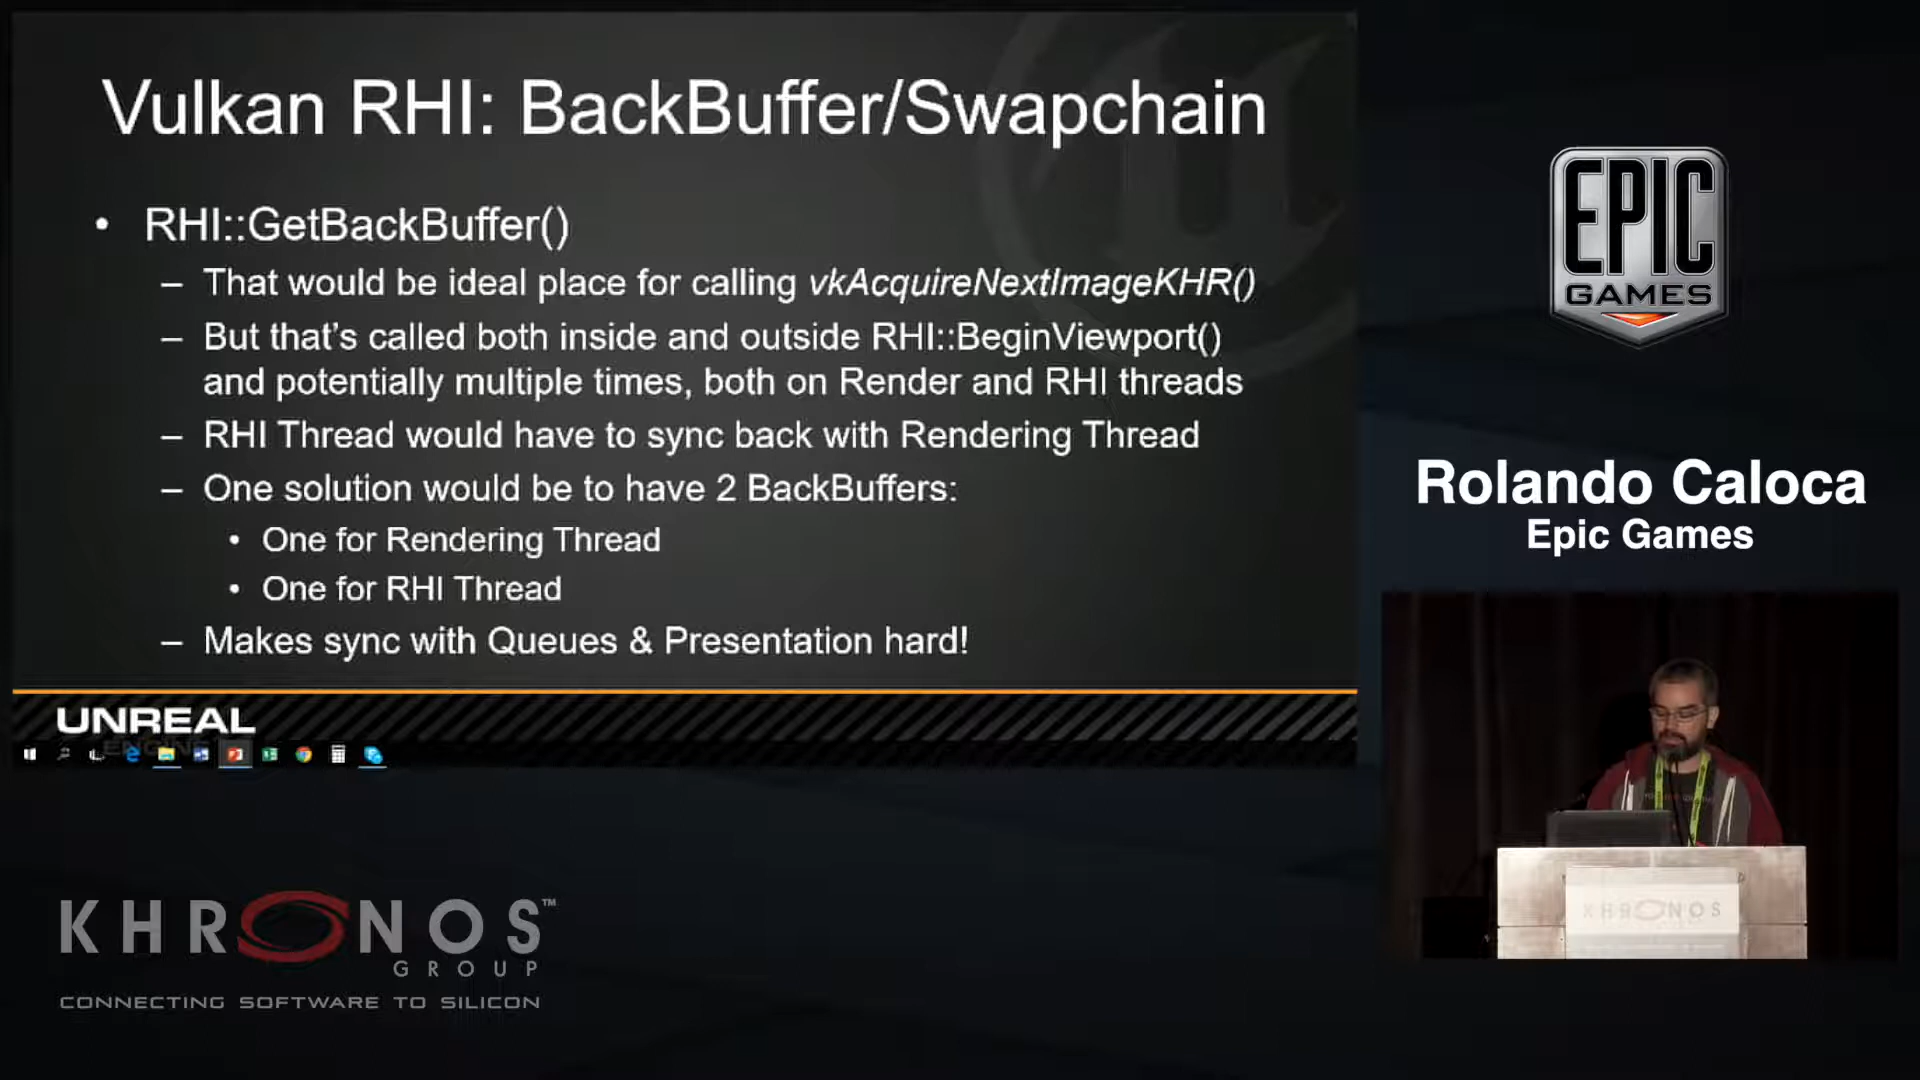 Vulkan RHI: BackBuffer/Swapchain
• RHI::GetBackBuffer()
– That would be ideal place for calling vkAcquireNextImageKHR()
– But that's called both inside and outside RHI::BeginViewport()
and potentially multiple times, both on Render and RHI threads
– RHI Thread would have to sync back with Rendering Thread
– One solution would be to have 2 BackBuffers:
• One for Rendering Thread
• One for RHI Thread
– Makes sync with Queues & Presentation hard!
UNREAL
ENGINE
EPIC
GAMES
Rolando Caloca
Epic Games
KHRONOS
KHRONOS™
GROUP
CONNECTING SOFTWARE TO SILICON